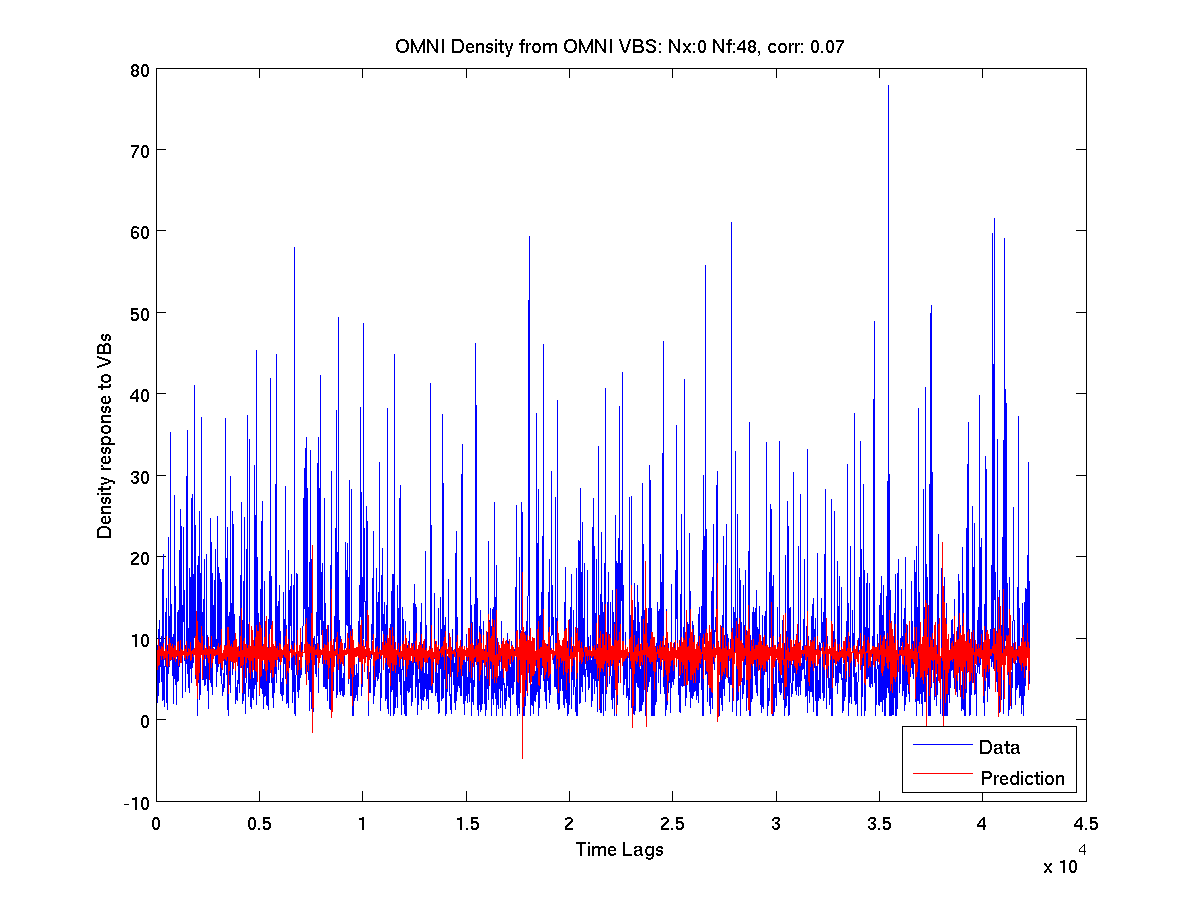 OMNI Density from OMNI VBS: Nx:0 Nf:48, corr: 0.07
80
70
60
50
40
30
20
10
0
-10
Density response to VBs
0 0.5 1 1.5 2 2.5 3 3.5 4 4.5
Time Lags
x 10 4
Data
Prediction